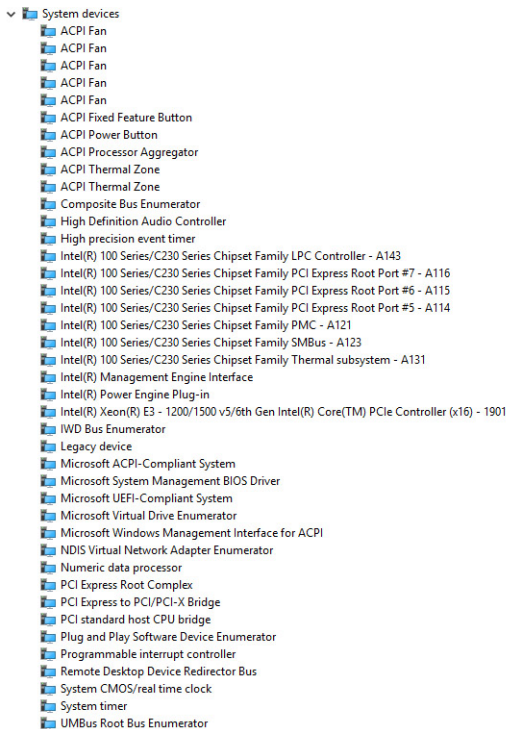 System devices
ACPI Fan
ACPI Fan
ACPI Fan
ACPI Fan
ACPI Fan
ACPI Fixed Feature Button
ACPI Power Button
ACPI Processor Aggregator
ACPI Thermal Zone
ACPI Thermal Zone
Composite Bus Enumerator
High Definition Audio Controller
High precision event timer
Intel(R) 100 Series/C230 Series Chipset Family LPC Controller - A143
Intel(R) 100 Series/C230 Series Chipset Family PCI Express Root Port #7 - A116
Intel(R) 100 Series/C230 Series Chipset Family PCI Express Root Port #6 - A115
Intel(R) 100 Series/C230 Series Chipset Family PCI Express Root Port #5 - A114
Intel(R) 100 Series/C230 Series Chipset Family PMC - A121
Intel(R) 100 Series/C230 Series Chipset Family SMBus - A123
Intel(R) 100 Series/C230 Series Chipset Family Thermal subsystem - A131
Intel(R) Management Engine Interface
Intel(R) Power Engine Plug-in
Intel(R) Xeon(R) E3 - 1200/1500 v5/6th Gen Intel(R) Core(TM) PCIe Controller (x16) - 1901
IWD Bus Enumerator
Legacy device
Microsoft ACPI-Compliant System
Microsoft System Management BIOS Driver
Microsoft UEFI-Compliant System
Microsoft Virtual Drive Enumerator
Microsoft Windows Management Interface for ACPI
NDIS Virtual Network Adapter Enumerator
Numeric data processor
PCI Express Root Complex
PCI Express to PCI/PCI-X Bridge
PCI standard host CPU bridge
Plug and Play Software Device Enumerator
Programmable interrupt controller
Remote Desktop Device Redirector Bus
System CMOS/real time clock
System timer
UMBus Root Bus Enumerator